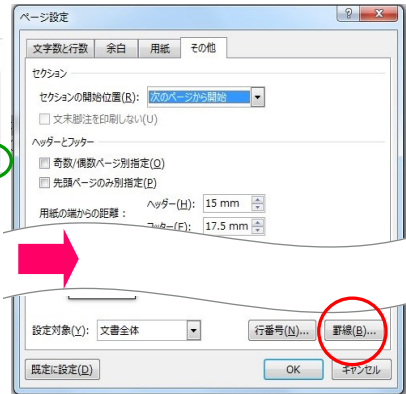 ページ設定
文字数と行数 余白 用紙 その他
セクション
セクションの開始位置(R): 次のページから開始
文末脚注を印刷しない(U)
ヘッダーとフッター
奇数/偶数ページ別指定(O)
先頭ページのみ別指定(P)
用紙の端からの距離: ヘッダー(H): 15 mm
フッター(F): 17.5 mm
設定対象(Y): 文書全体 行番号(N)... 罫線(B)...
既定に設定(D) OK キャンセル